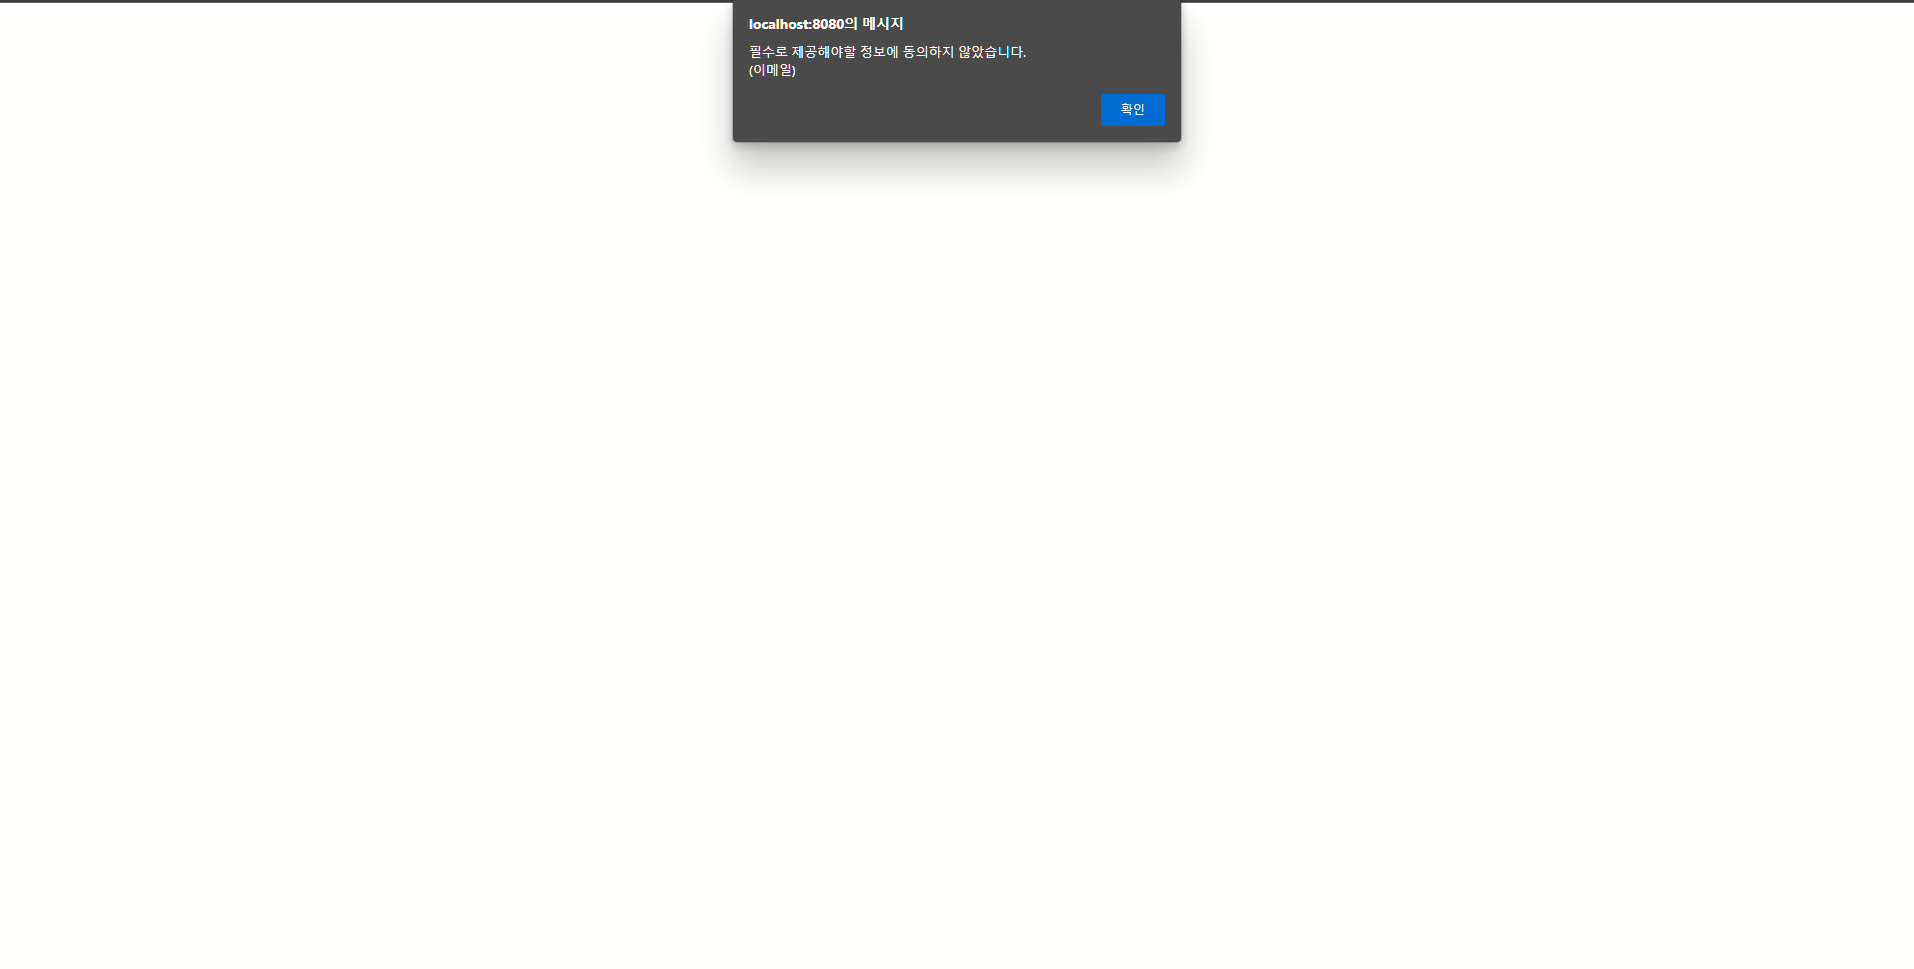 localhost:8080의 메시지
필수로 제공해야할 정보에 동의하지 않았습니다.
(이메일)
확인